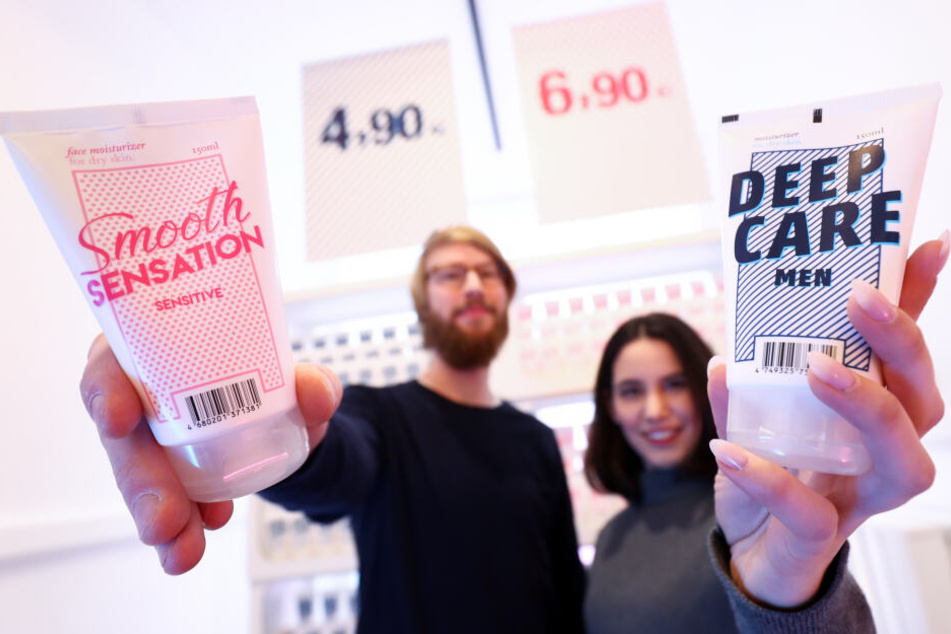 face moisturizer
for dry skin
150ml
Smooth
SENSATION
SENSITIVE
4 680201 371381
4,90
6,90
moisturizer
150ml
DEEP
CARE
MEN